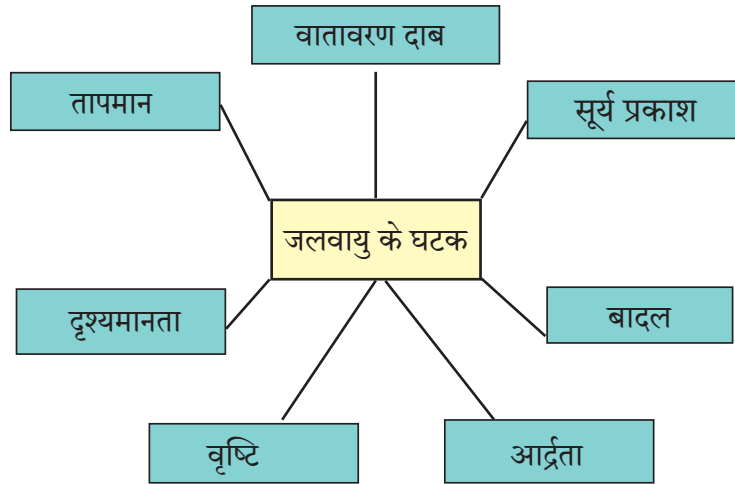 वातावरण दाब
तापमान
सूर्य प्रकाश
जलवायु के घटक
दृश्यमानता
बादल
वृष्टि
आर्द्रता